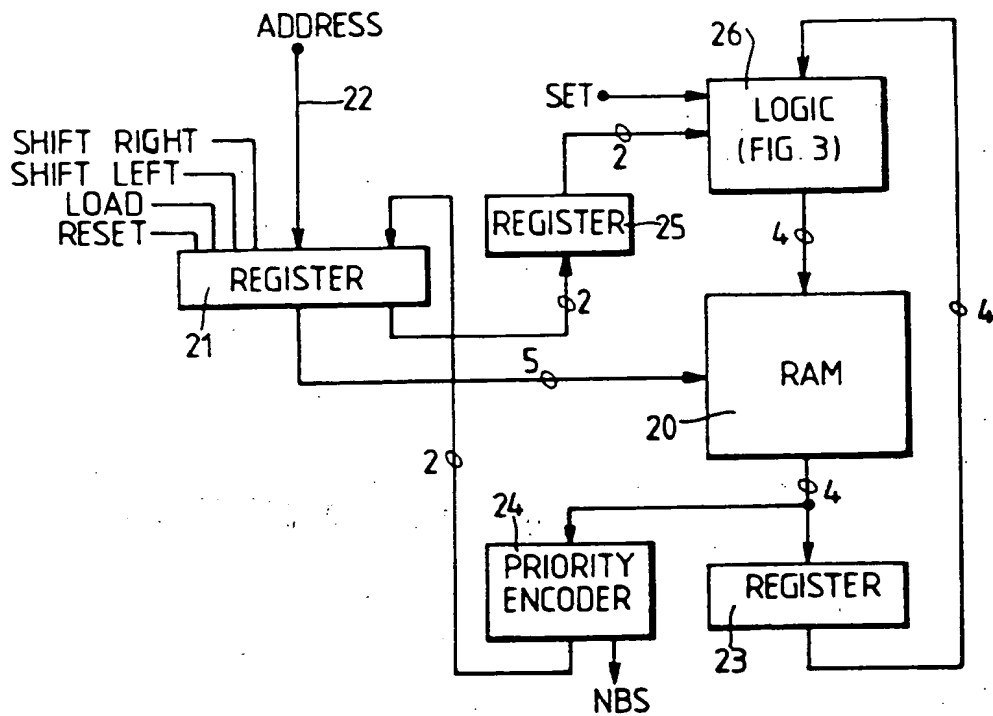 ADDRESS
22
SHIFT RIGHT
SHIFT LEFT
LOAD
RESET
REGISTER
21
SET
26
LOGIC
(FIG. 3)
2
REGISTER
25
2
4
4
5
RAM
20
2
4
24
PRIORITY
ENCODER
REGISTER
23
NBS